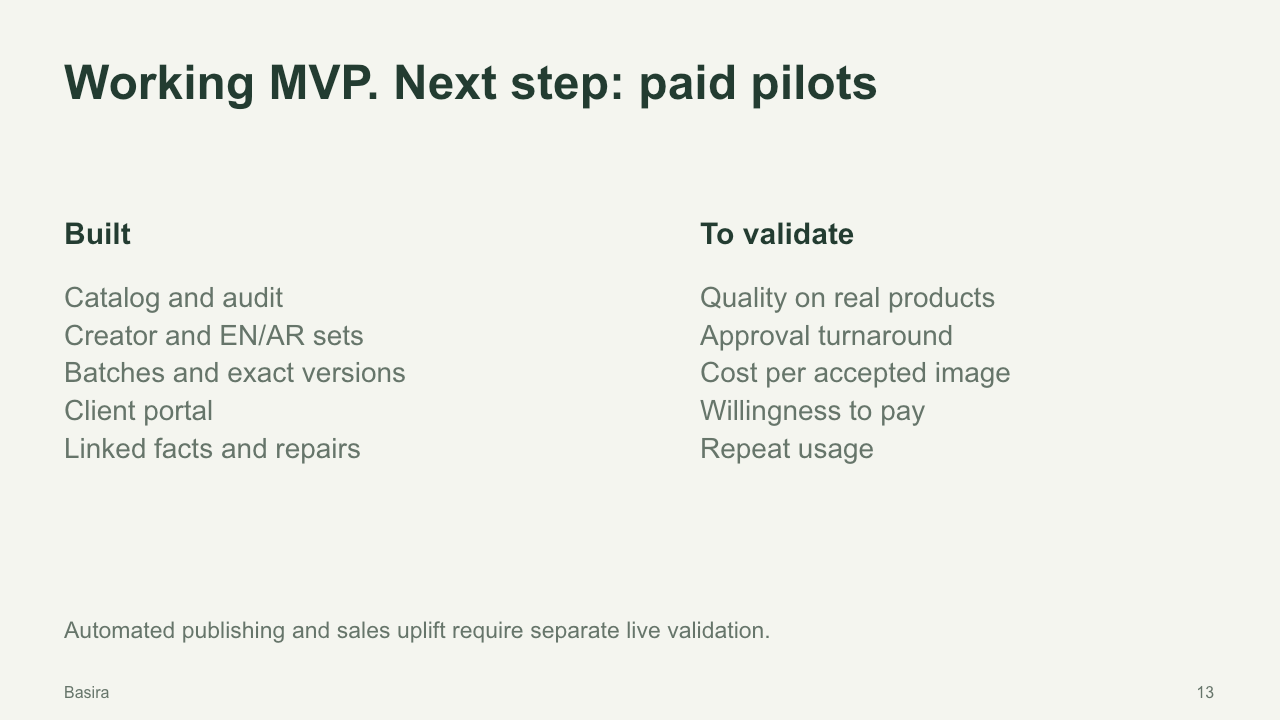 Working MVP. Next step: paid pilots
Built
Catalog and audit
Creator and EN/AR sets
Batches and exact versions
Client portal
Linked facts and repairs
To validate
Quality on real products
Approval turnaround
Cost per accepted image
Willingness to pay
Repeat usage
Automated publishing and sales uplift require separate live validation.
Basira
13